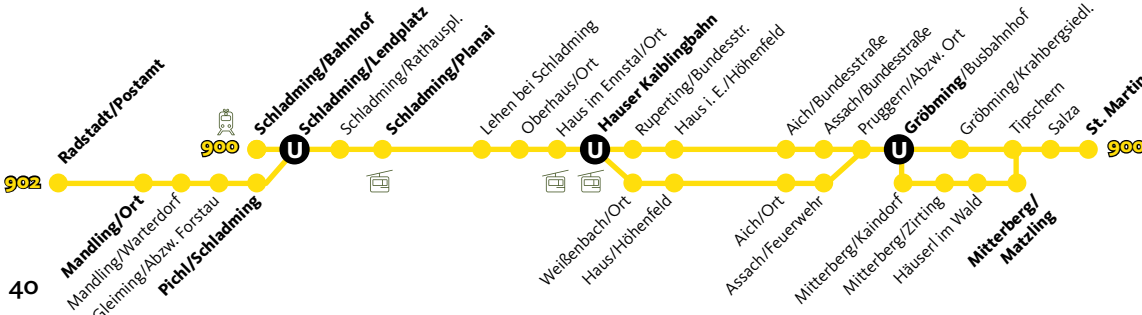 Radstadt/Postamt
Schladming/Bahnhof
Schladming/Lendplatz
Schladming/Rathauspl.
Schladming/Planai
Lehen bei Schladming
Oberhaus/Ort
Haus im Ennstal/Ort
Hauser Kaiblingbahn
Ruperting/Bundesstr.
Haus i. E./Höhenfeld
Aich/Bundesstraße
Assach/Bundesstraße
Pruggern/Abzw. Ort
Gröbming/Busbahnhof
Gröbming/Krahbergsiedl.
Tipschern
Salza
St. Martin
900
U
U
U
900
902
Mandling/Ort
Mandling/Warterdorf
Gleiming/Abzw. Forstau
Pichl/Schladming
Weißenbach/Ort
Haus/Höhenfeld
Aich/Ort
Assach/Feuerwehr
Mitterberg/Kaindorf
Mitterberg/Zirting
Häuserl im Wald
Mitterberg/
Matzling
40